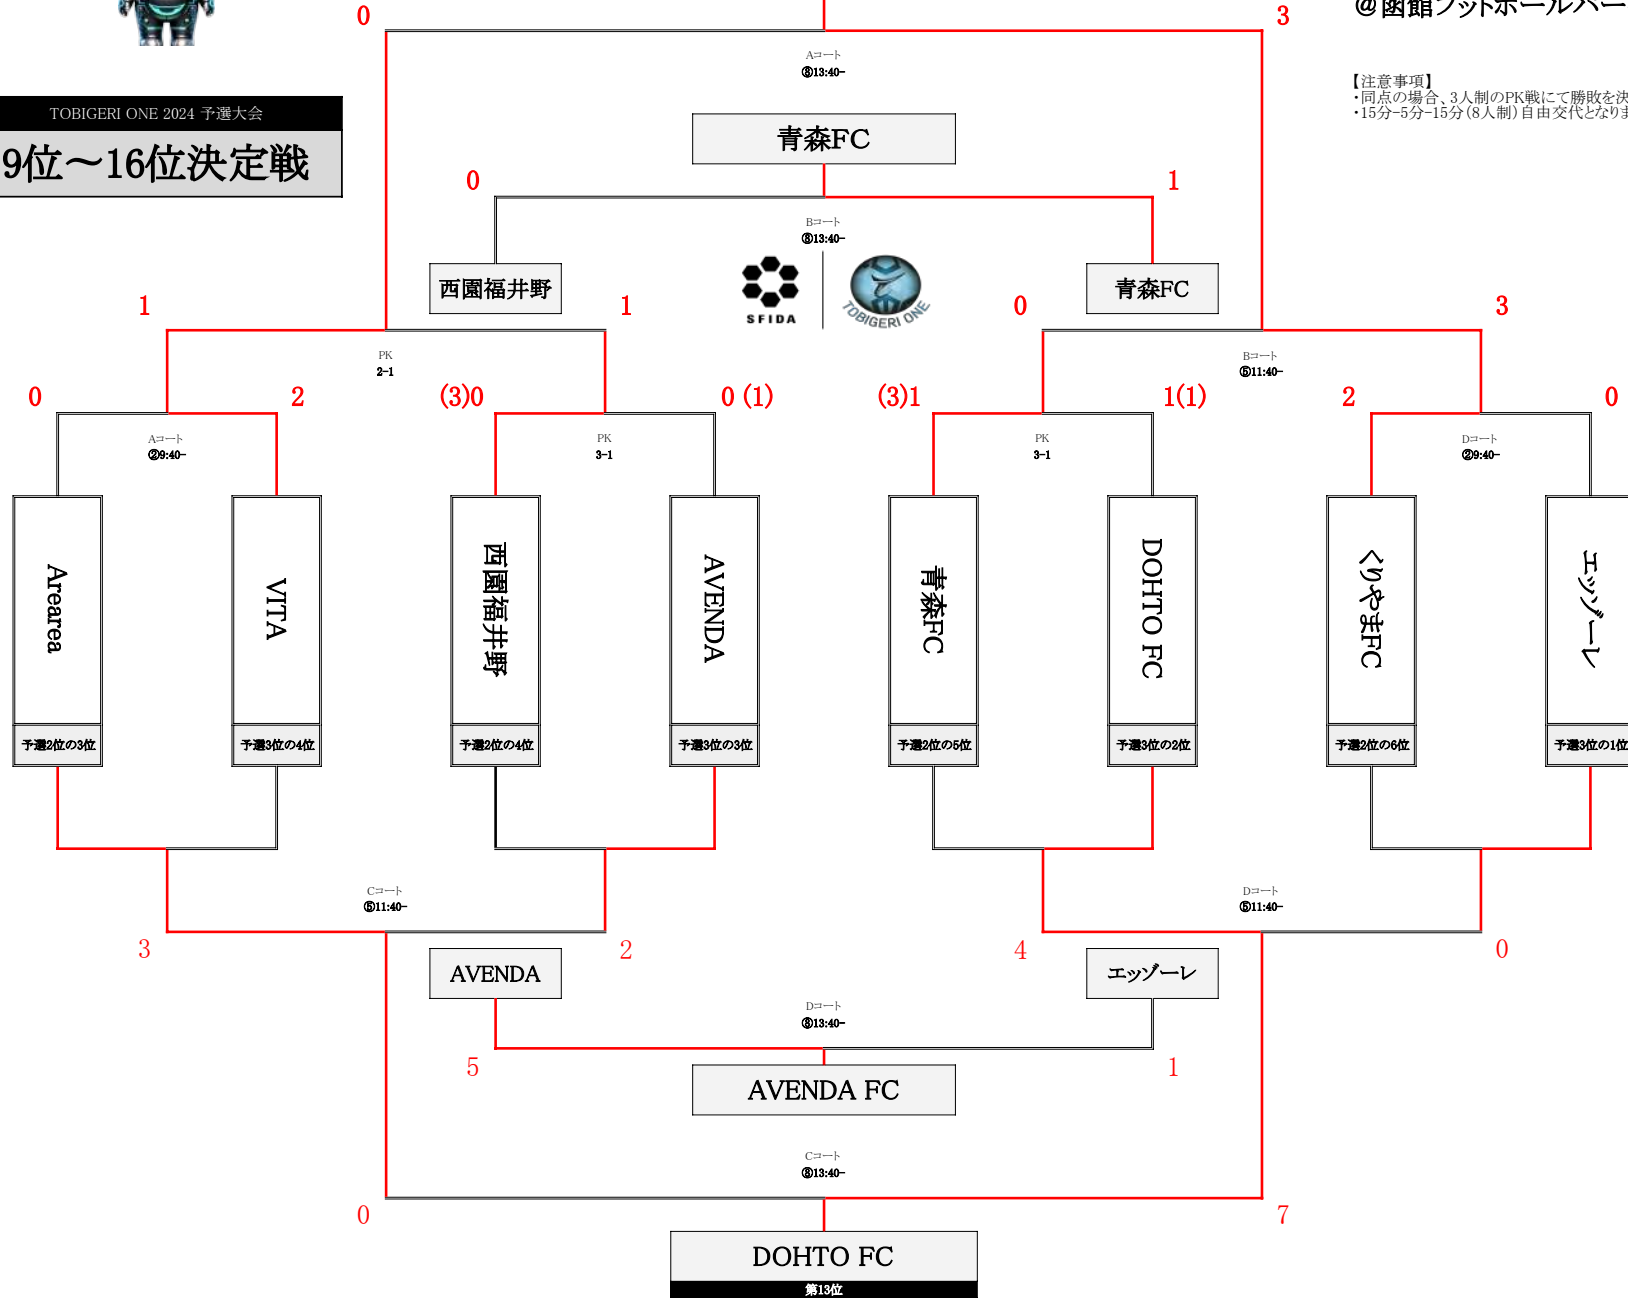 0
3
@函館フットボールパー
Aコート
⑧13:40-
【注意事項】
・同点の場合、3人制のPK戦にて勝敗を決
・15分-5分-15分(8人制)自由交代となりま
TOBIGERI ONE 2024 予選大会
9位～16位決定戦
青森FC
0
1
Bコート
⑧13:40-
西園福井野
SFIDA
TOBIGERI ONE
青森FC
1
1
0
3
PK
2-1
Bコート
⑤11:40-
0
2
(3)0
0 (1)
(3)1
1(1)
2
0
Aコート
②9:40-
PK
3-1
PK
3-1
Dコート
②9:40-
Arearea
VITA
西園福井野
AVENDA
青森FC
DOHTO FC
くりやまFC
エッゾーレ
予選2位の3位
予選3位の4位
予選2位の4位
予選3位の3位
予選2位の5位
予選3位の2位
予選2位の6位
予選3位の1位
Cコート
⑤11:40-
Dコート
⑤11:40-
3
2
4
0
AVENDA
エッゾーレ
Dコート
⑧13:40-
5
1
AVENDA FC
Cコート
⑧13:40-
0
7
DOHTO FC
第13位